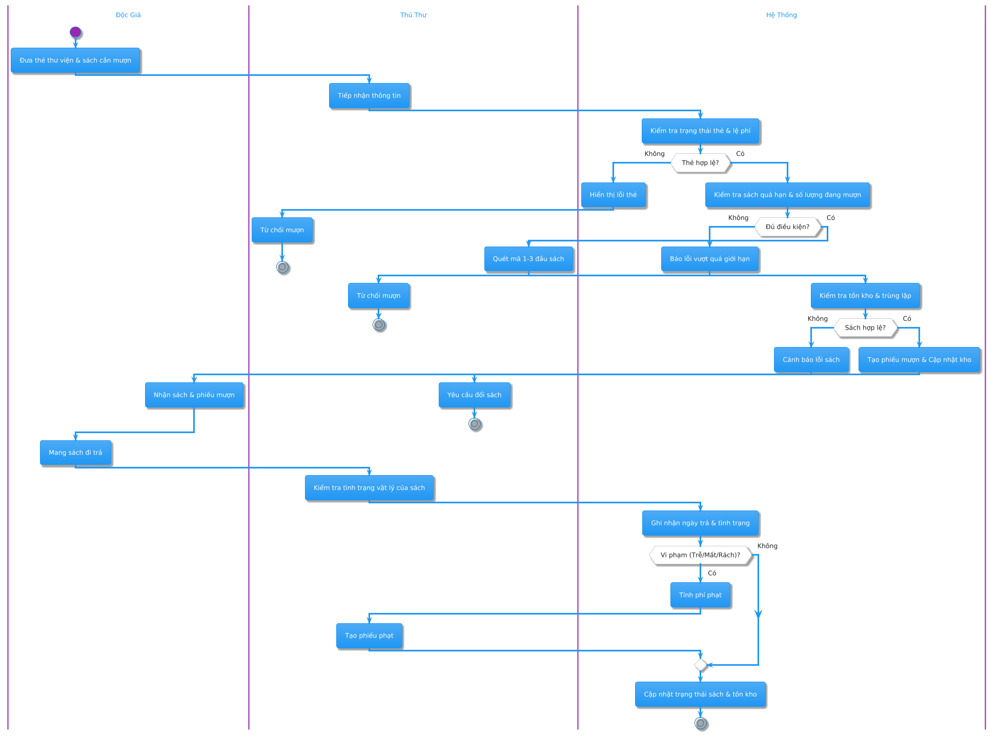 Độc Giả
Thủ Thư
Hệ Thống
Đưa thẻ thư viện & sách cần mượn
Tiếp nhận thông tin
Kiểm tra trạng thái thẻ & lệ phí
Không
Có
Thẻ hợp lệ?
Hiển thị lỗi thẻ
Kiểm tra sách quá hạn & số lượng đang mượn
Không
Có
Đủ điều kiện?
Từ chối mượn
Quét mã 1-3 đầu sách
Báo lỗi vượt quá giới hạn
Từ chối mượn
Kiểm tra tồn kho & trùng lặp
Không
Có
Sách hợp lệ?
Cảnh báo lỗi sách
Tạo phiếu mượn & Cập nhật kho
Nhận sách & phiếu mượn
Yêu cầu đổi sách
Mang sách đi trả
Kiểm tra tình trạng vật lý của sách
Ghi nhận ngày trả & tình trạng
Không
Vi phạm (Trễ/Mất/Rách)?
Có
Tính phí phạt
Tạo phiếu phạt
Cập nhật trạng thái sách & tồn kho